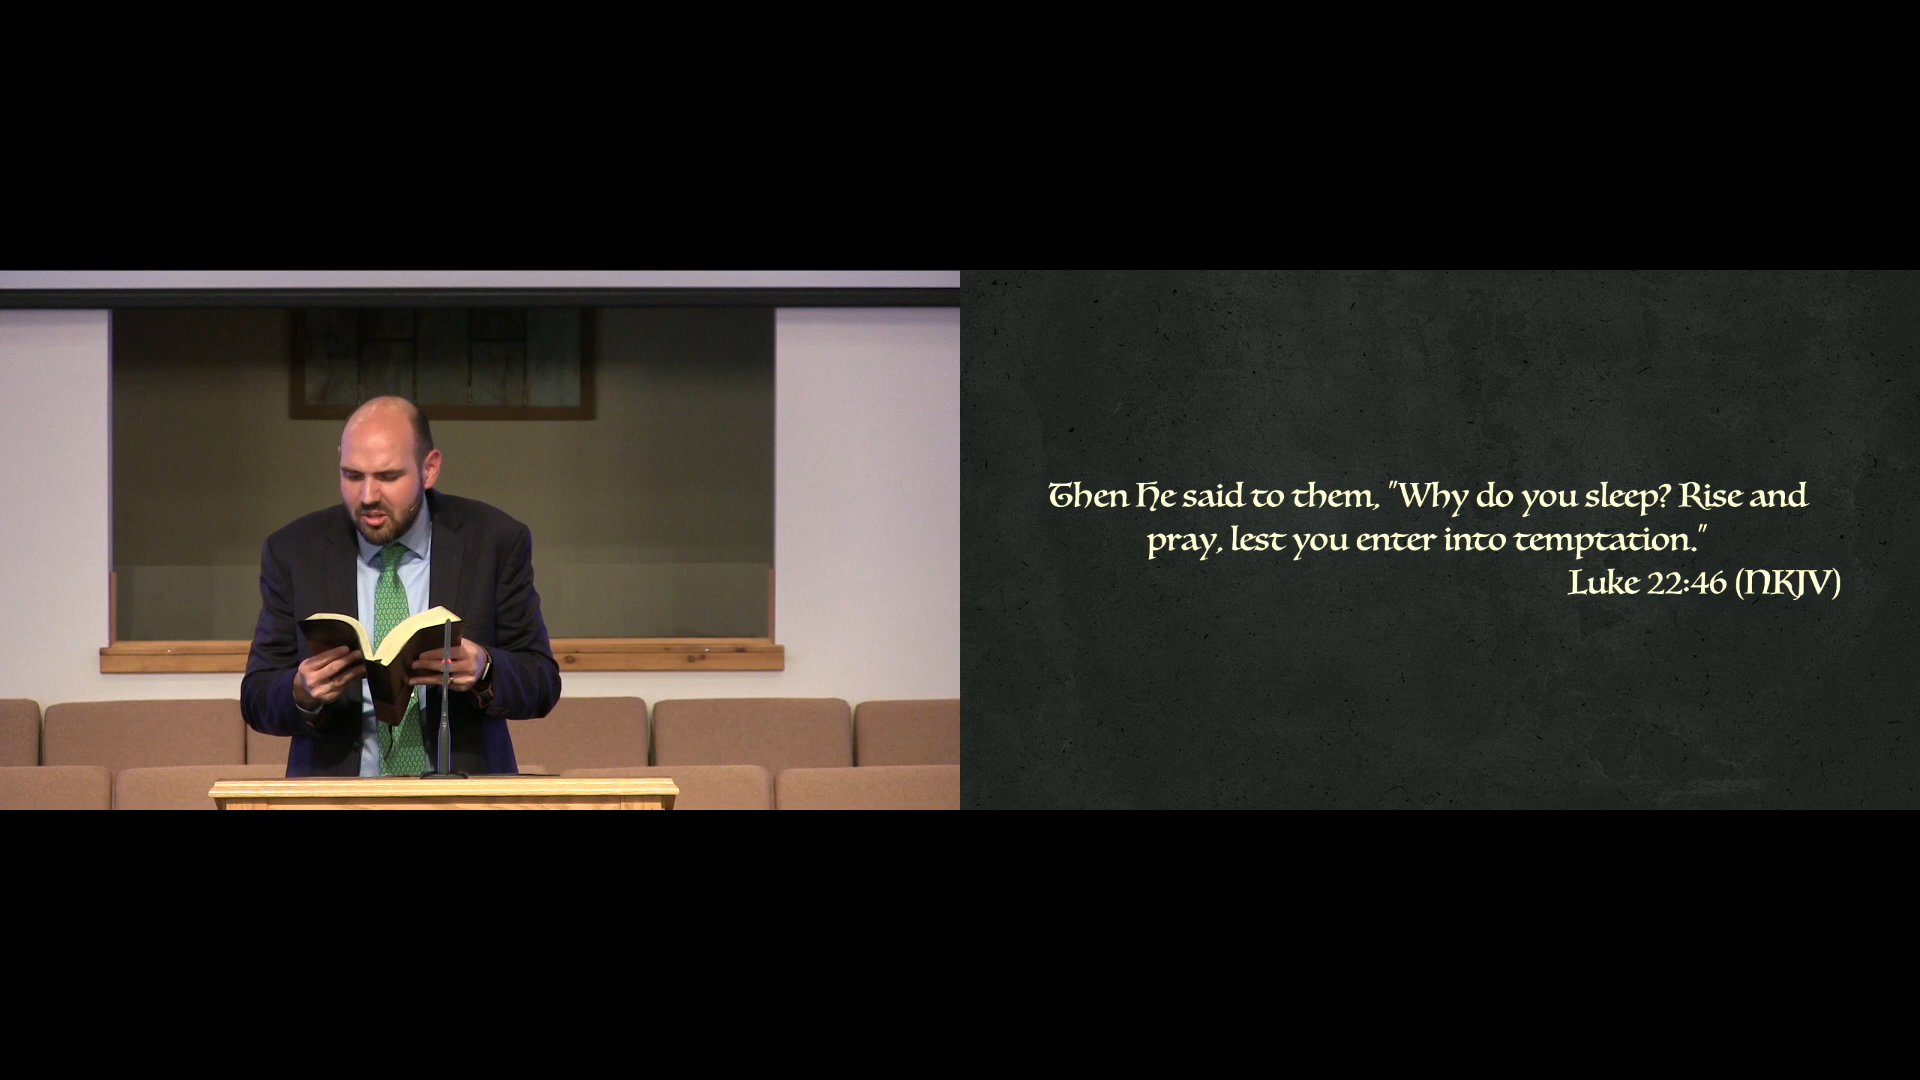 Then He said to them, "Why do you sleep? Rise and
pray, lest you enter into temptation."
Luke 22:46 (NKJV)